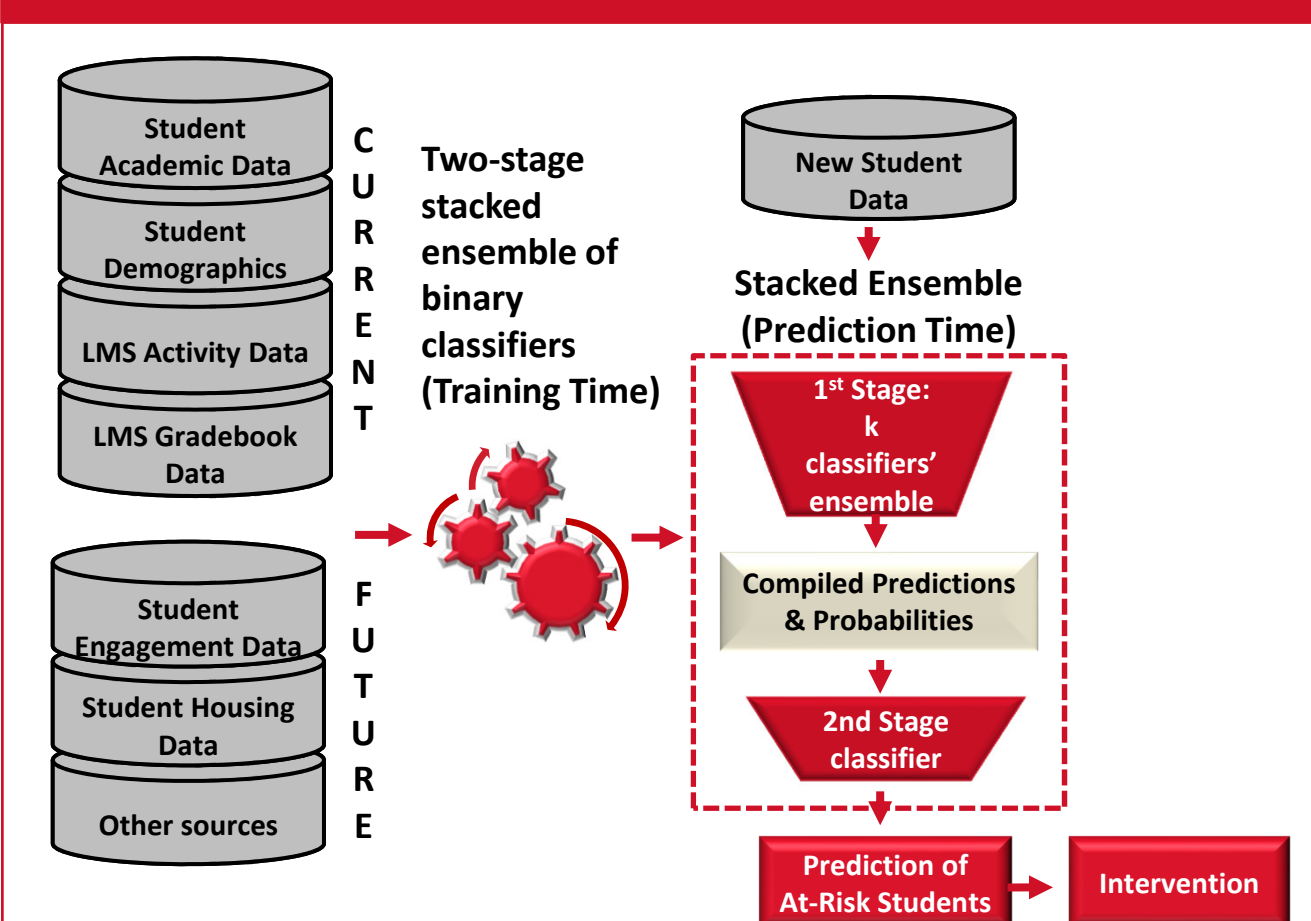 Student
Academic Data
Student
Demographics
LMS Activity Data
LMS Gradebook
Data
C
U
R
R
E
N
T
Student
Engagement Data
Student Housing
Data
Other sources
F
U
T
U
R
E
Two-stage
stacked
ensemble of
binary
classifiers
(Training Time)
New Student
Data
Stacked Ensemble
(Prediction Time)
1st Stage:
k
classifiers’
ensemble
Compiled Predictions
& Probabilities
2nd Stage
classifier
Prediction of
At-Risk Students
Intervention